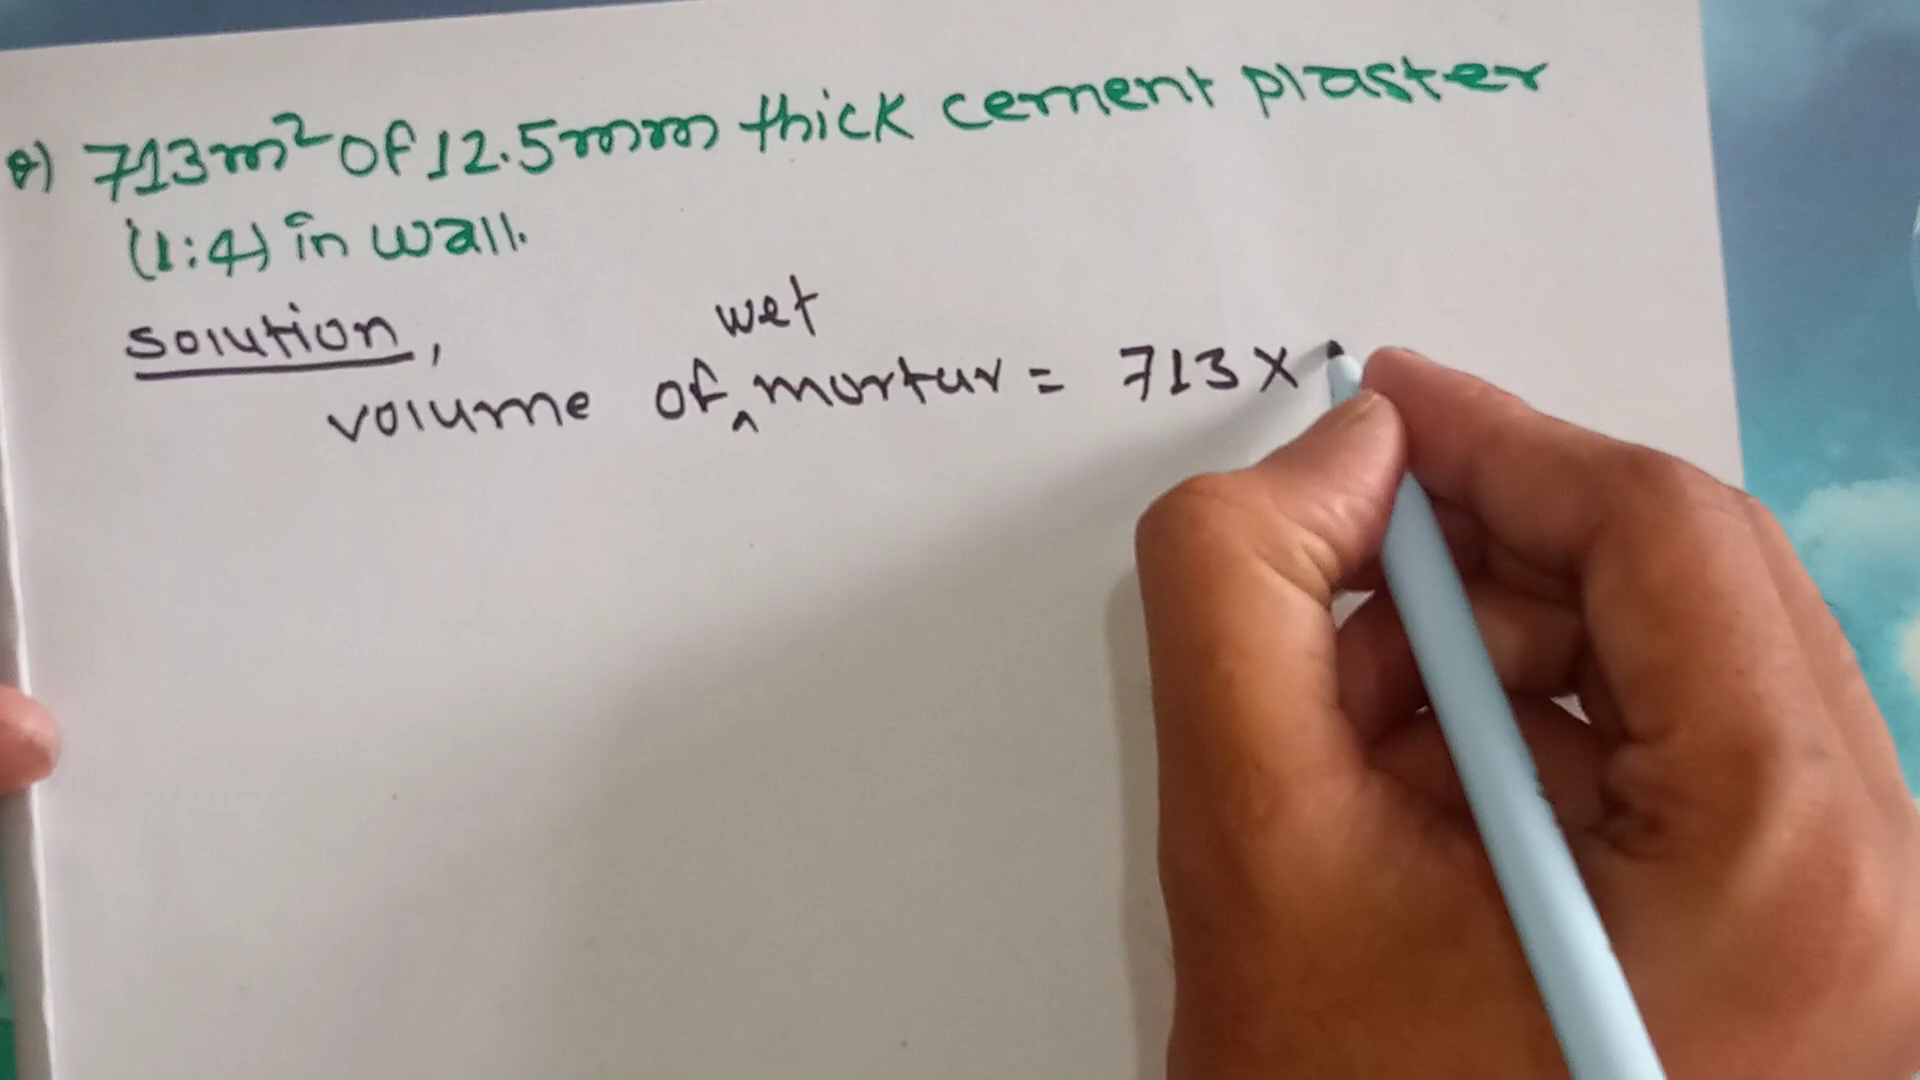 Q) 713m² of 12.5mm thick cement plaster
(1:4) in wall.
Solution,
wet
volume of ^ mortar = 713 ×